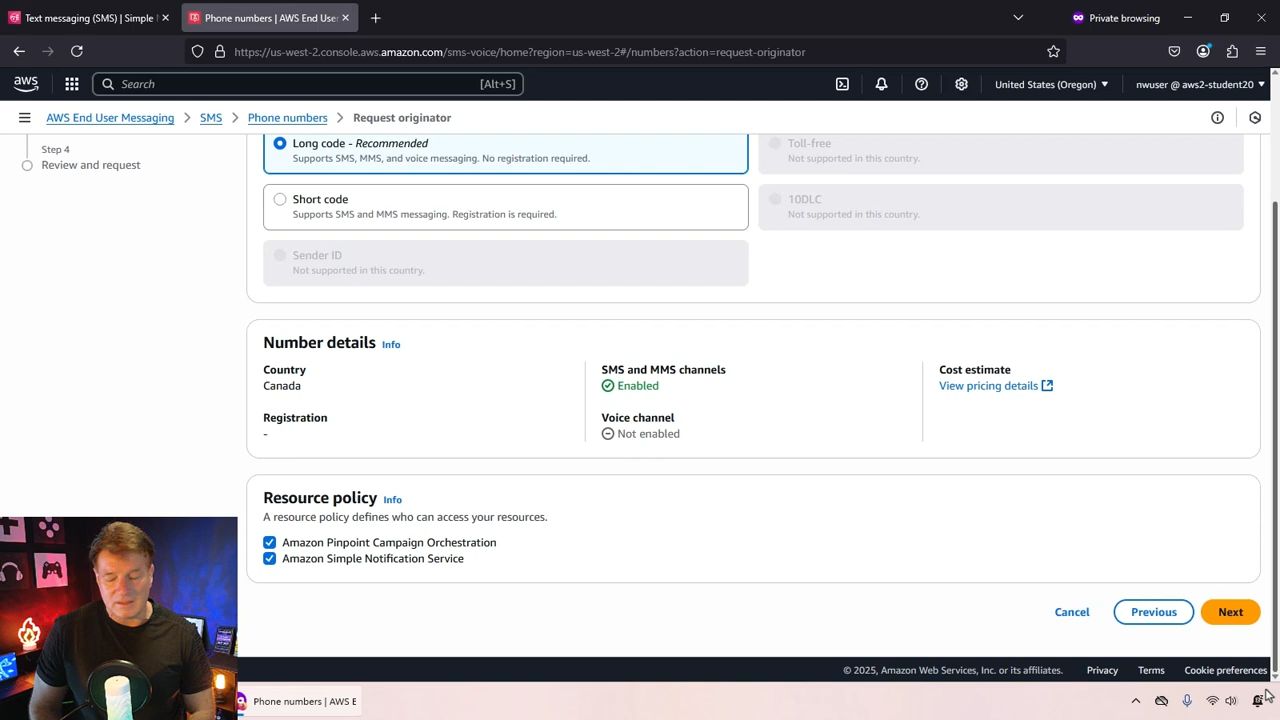 Text messaging (SMS) | Simple
Phone numbers | AWS End User
Private browsing
https://us-west-2.console.aws.amazon.com/sms-voice/home?region=us-west-2#/numbers?action=request-originator
aws
Search
[Alt+S]
United States (Oregon)
nwuser @ aws2-student20
AWS End User Messaging
SMS
Phone numbers
Request originator
Step 4
Review and request
Long code - Recommended
Supports SMS, MMS, and voice messaging. No registration required.
Toll-free
Not supported in this country.
Short code
Supports SMS and MMS messaging. Registration is required.
10DLC
Not supported in this country.
Sender ID
Not supported in this country.
Number details Info
Country
Canada
SMS and MMS channels
Enabled
Cost estimate
View pricing details
Registration
-
Voice channel
Not enabled
Resource policy Info
A resource policy defines who can access your resources.
Amazon Pinpoint Campaign Orchestration
Amazon Simple Notification Service
Cancel
Previous
Next
© 2025, Amazon Web Services, Inc. or its affiliates.
Privacy
Terms
Cookie preferences
Phone numbers | AWS E